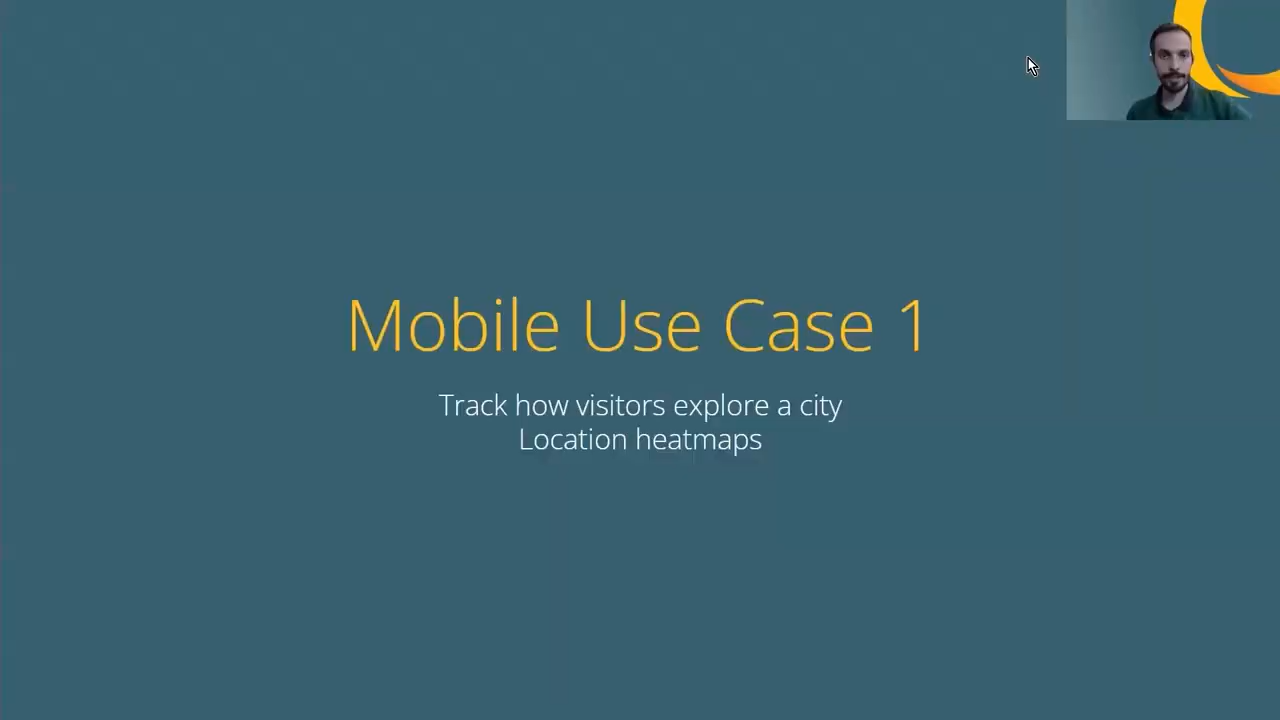 Mobile Use Case 1
Track how visitors explore a city
Location heatmaps